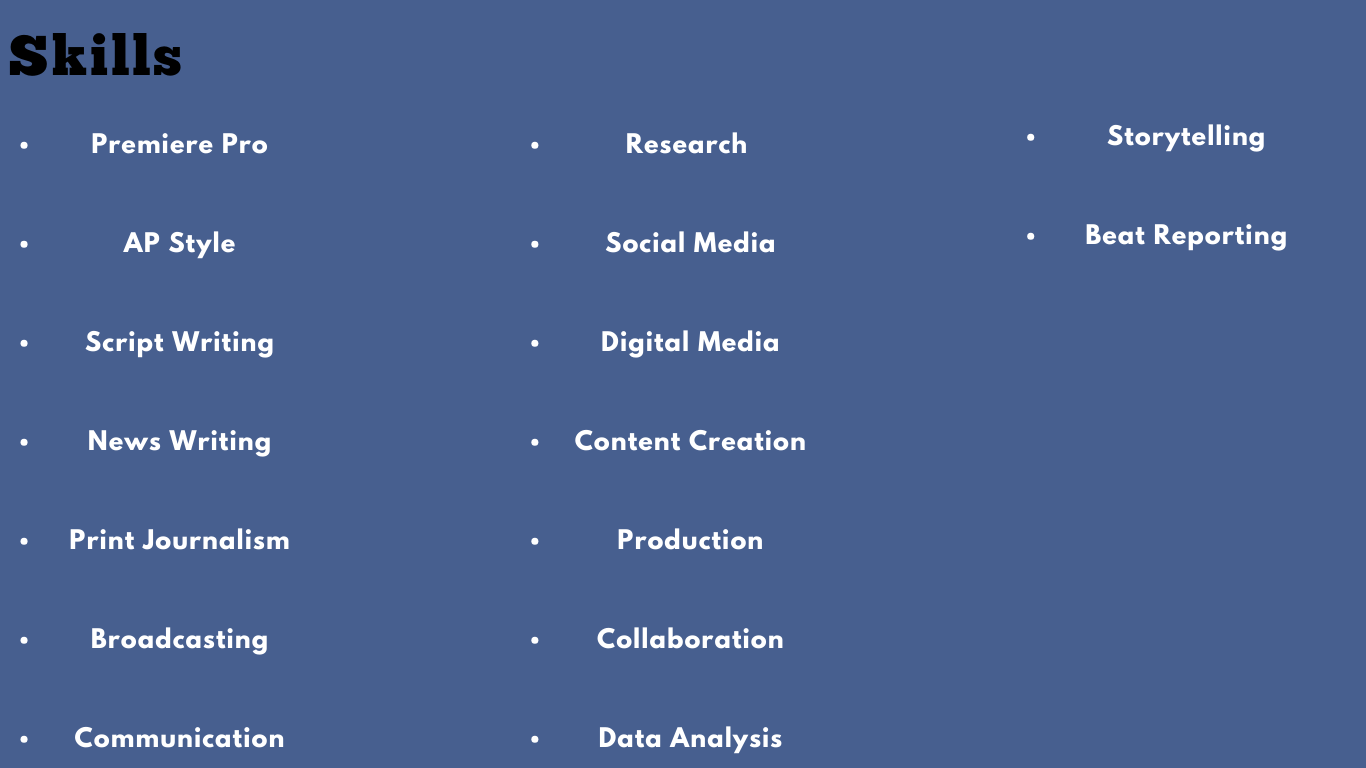 Skills
• Premiere Pro
• AP Style
• Script Writing
• News Writing
• Print Journalism
• Broadcasting
• Communication
• Research
• Social Media
• Digital Media
• Content Creation
• Production
• Collaboration
• Data Analysis
• Storytelling
• Beat Reporting